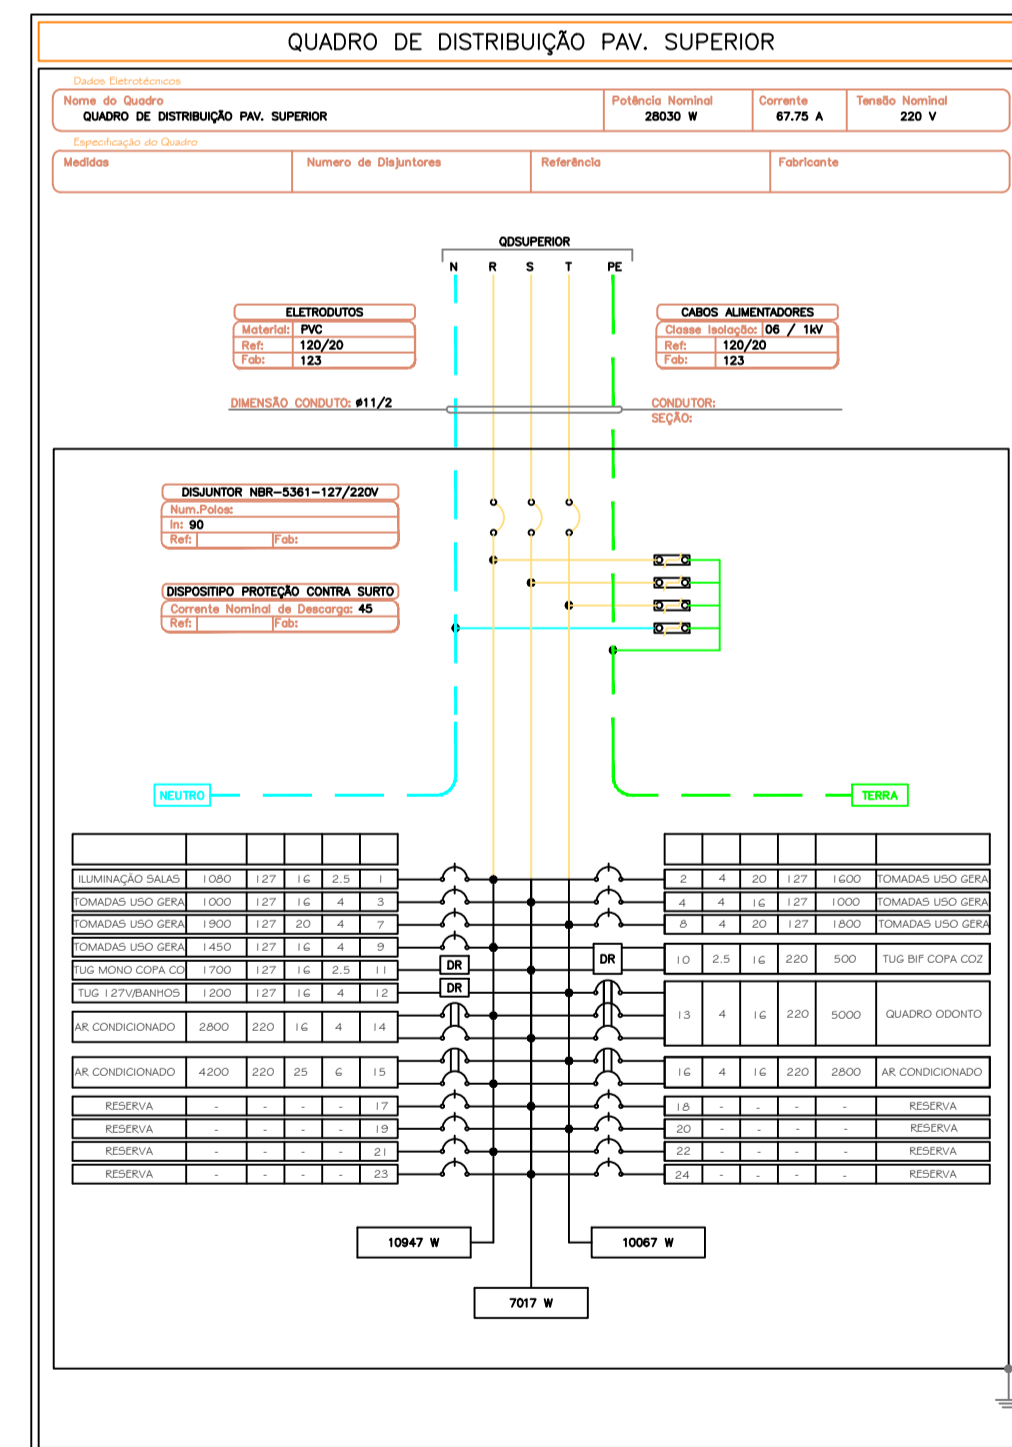 QUADRO DE DISTRIBUIÇÃO PAV. SUPERIOR
Dados Eletrotécnicos
Nome do Quadro Potência Nominal Corrente Tensão Nominal
QUADRO DE DISTRIBUIÇÃO PAV. SUPERIOR 28030 W 67.75 A 220 V
Especificação do Quadro
Medidas Numero de Disjuntores Referência Fabricante
QDSUPERIOR
N R S T PE
ELETRODUTOS
Material: PVC
Ref: 120/20
Fab: 123
CABOS ALIMENTADORES
Classe Isolação: 06 / 1kV
Ref: 120/20
Fab: 123
DIMENSÃO CONDUTO: ø11/2
CONDUTOR:
SEÇÃO:
DISJUNTOR NBR-5361-127/220V
Num.Polos:
In: 90
Ref: Fab:
DISPOSITIPO PROTEÇÃO CONTRA SURTO
Corrente Nominal de Descarga: 45
Ref: Fab:
NEUTRO
TERRA
ILUMINAÇÃO SALAS 1080 127 16 2.5 1
TOMADAS USO GERA 1000 127 16 4 3
TOMADAS USO GERA 1900 127 20 4 7
TOMADAS USO GERA 1450 127 16 4 9
TUG MONO COPA CO 1700 127 16 2.5 11
TUG 127V/BANHOS 1200 127 16 4 12
AR CONDICIONADO 2800 220 16 4 14
AR CONDICIONADO 4200 220 25 6 15
RESERVA - - - - 17
RESERVA - - - - 19
RESERVA - - - - 21
RESERVA - - - - 23
DR
DR
DR
2 4 20 127 1600 TOMADAS USO GERA
4 4 16 127 1000 TOMADAS USO GERA
8 4 20 127 1800 TOMADAS USO GERA
10 2.5 16 220 500 TUG BIF COPA COZ
13 4 16 220 5000 QUADRO ODONTO
16 4 16 220 2800 AR CONDICIONADO
18 - - - - RESERVA
20 - - - - RESERVA
22 - - - - RESERVA
24 - - - - RESERVA
10947 W
10067 W
7017 W